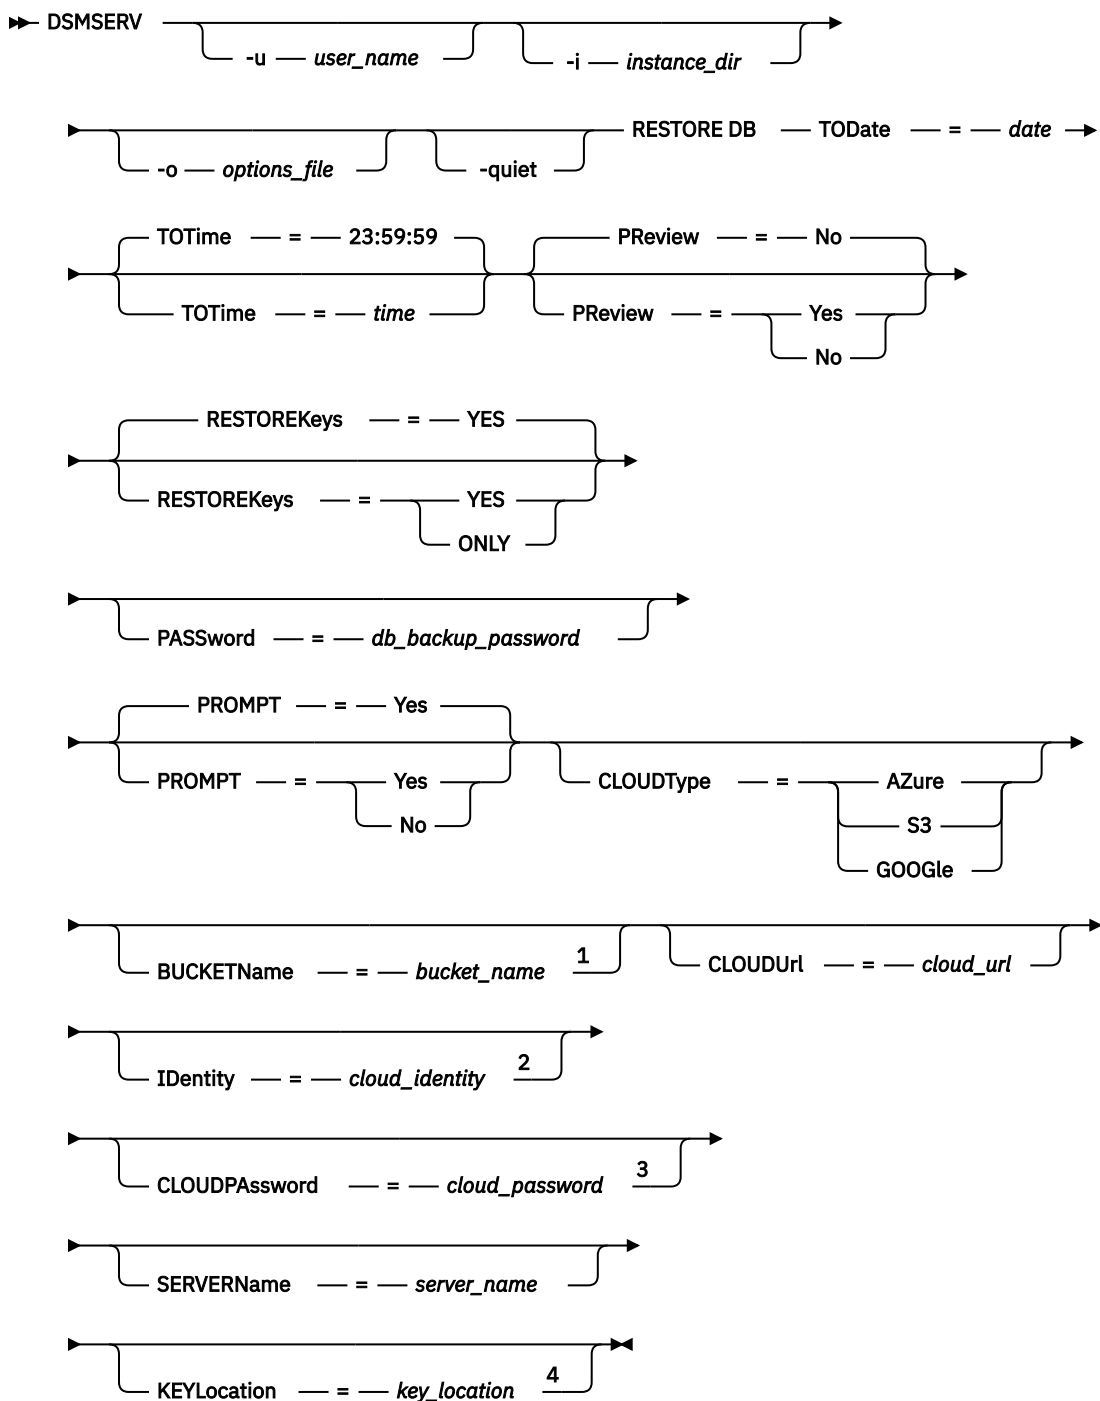 DSMSERV
-u user_name
-i instance_dir
RESTORE DB TODate = date
-o options_file
-quiet
TOTime = 23:59:59
PReview = No
TOTime = time
PReview = Yes
No
RESTOREKeys = YES
RESTOREKeys = YES
ONLY
PASSword = db_backup_password
PROMPT = Yes
PROMPT = Yes
No
CLOUDType = AZure
S3
GOOGle
BUCKETName = bucket_name 1
CLOUDUrl = cloud_url
IDentity = cloud_identity 2
CLOUDPAssword = cloud_password 3
SERVERName = server_name
KEYLocation = key_location 4